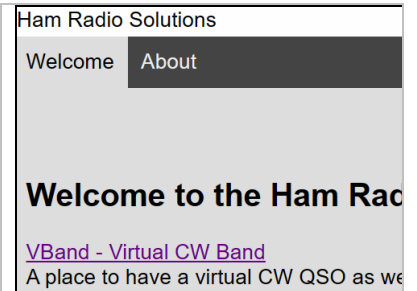 Ham Radio Solutions
Welcome About
Welcome to the Ham Rad
VBand - Virtual CW Band
A place to have a virtual CW QSO as we